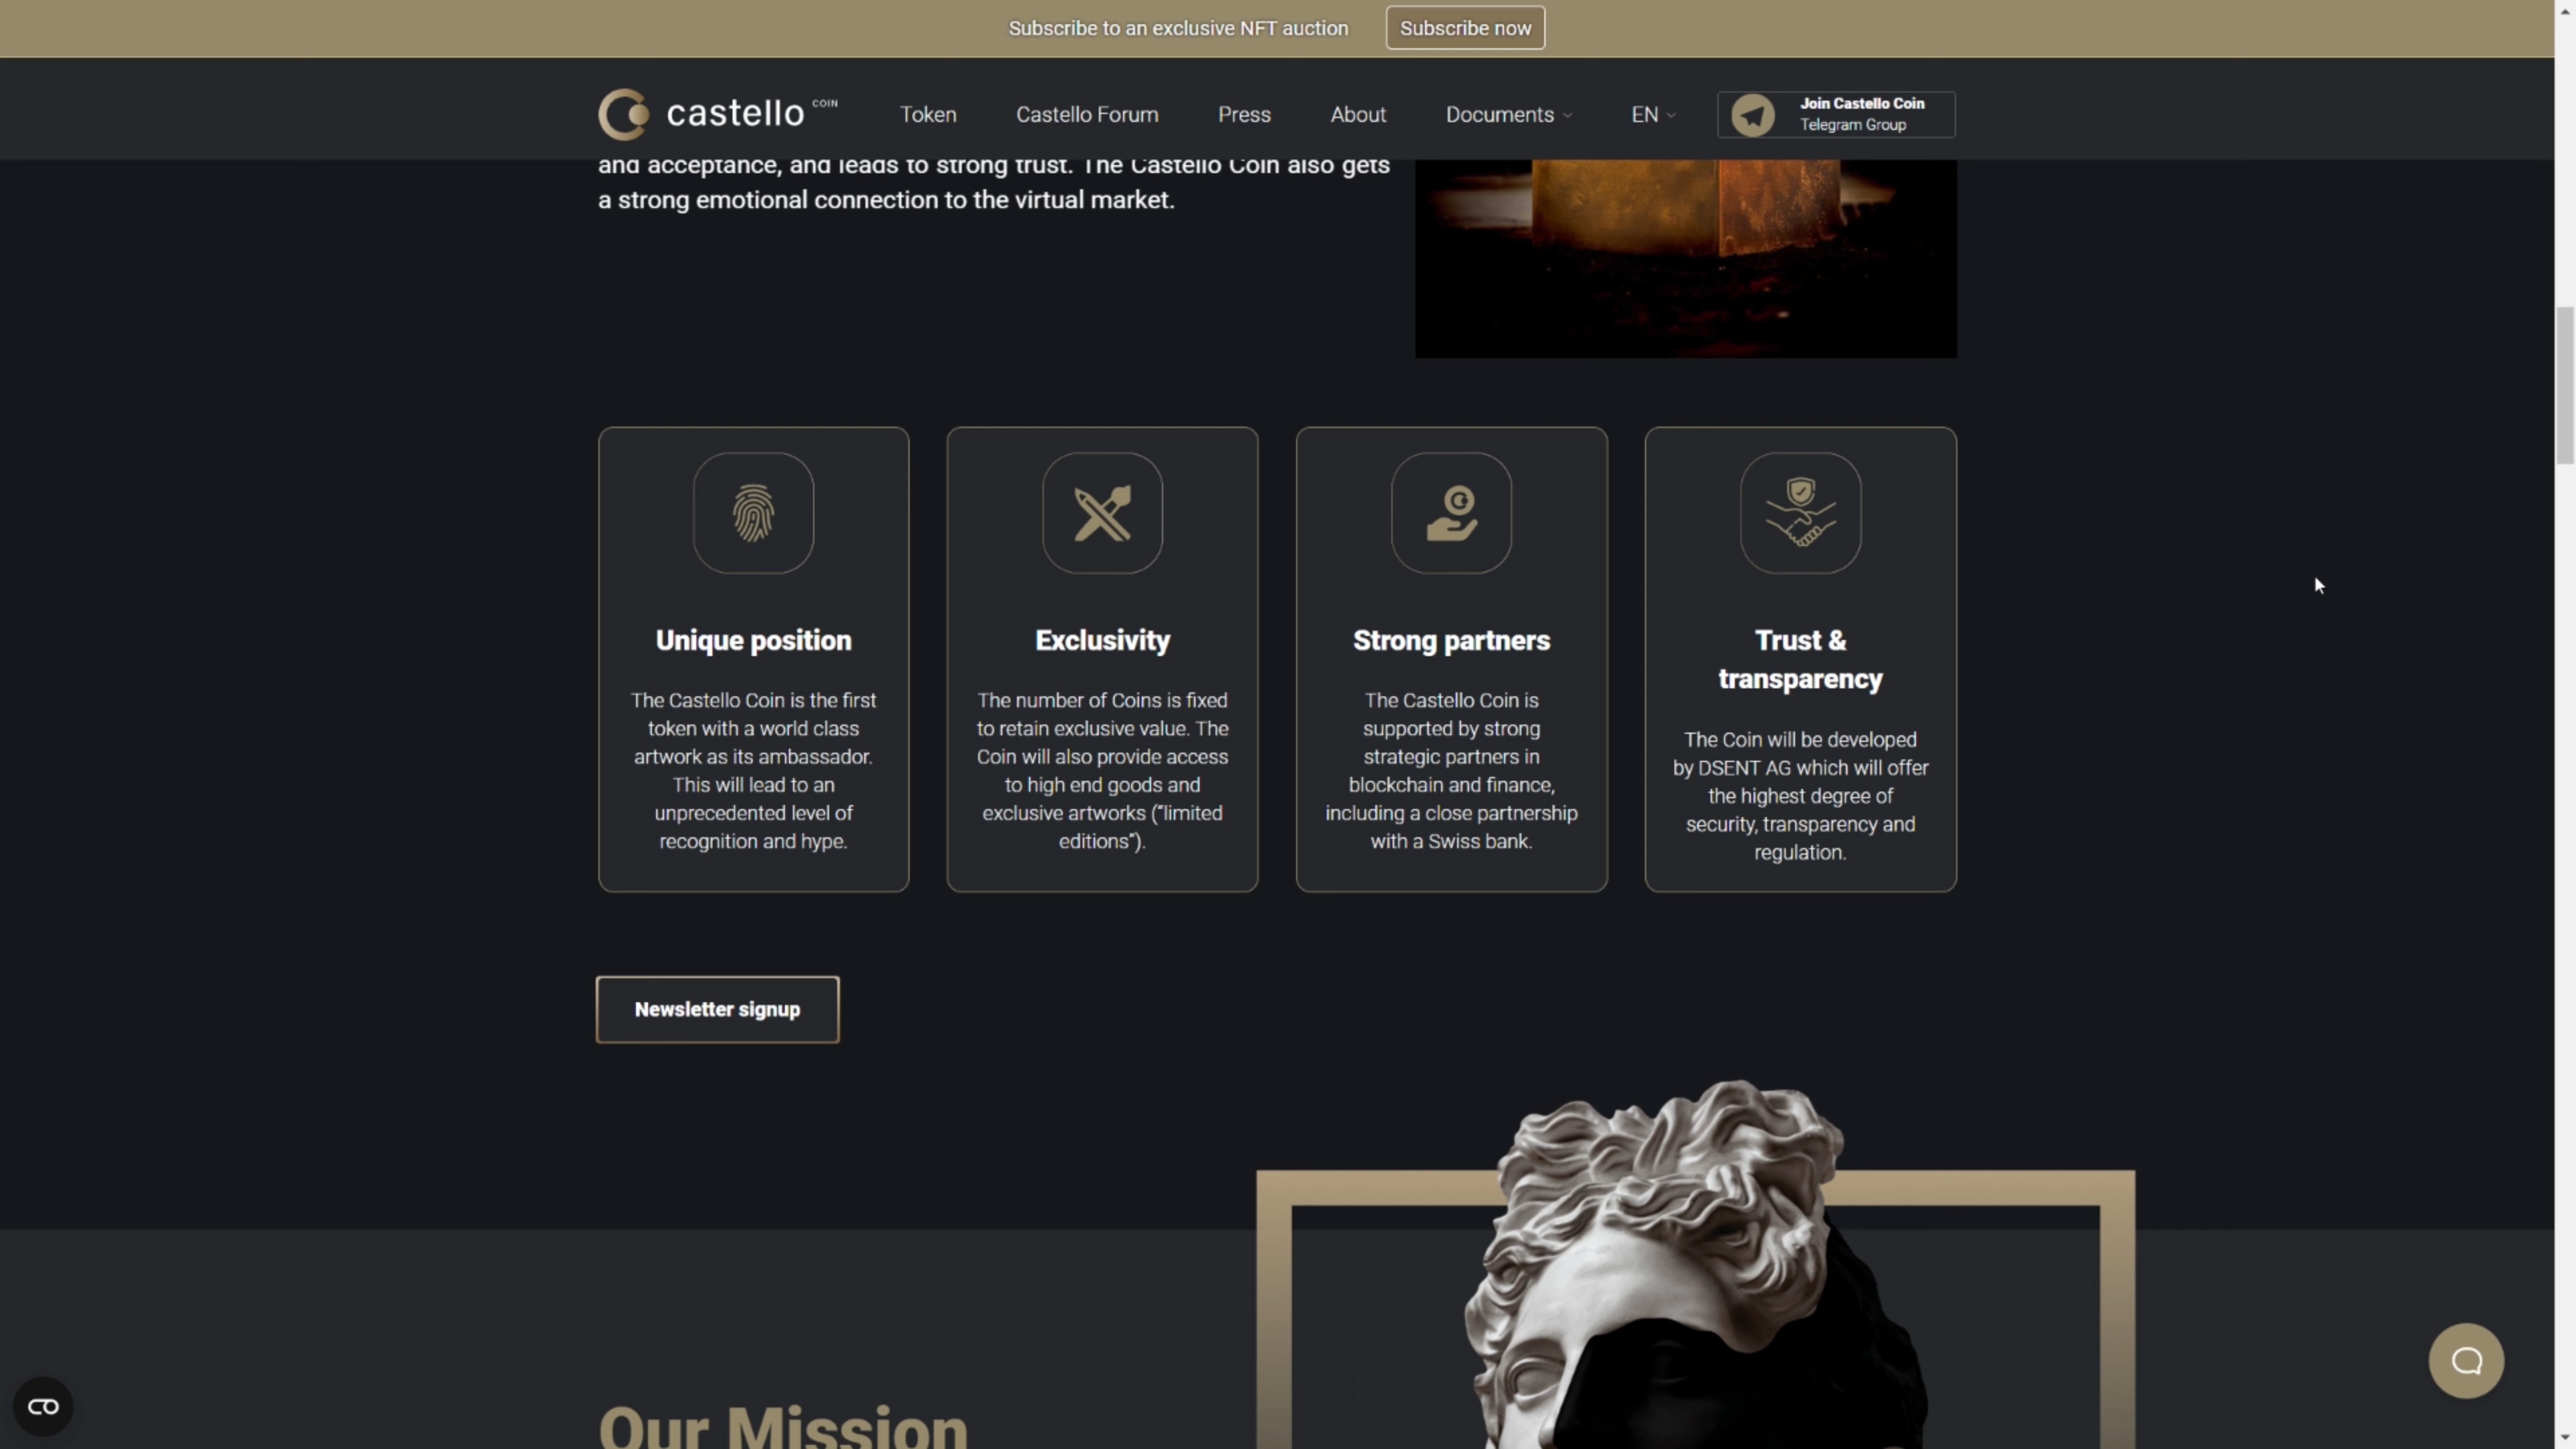 Subscribe to an exclusive NFT auction Subscribe now
castello COIN Token Castello Forum Press About Documents EN Join Castello Coin
Telegram Group
and acceptance, and leads to strong trust. The Castello Coin also gets
a strong emotional connection to the virtual market.
Unique position
The Castello Coin is the first
token with a world class
artwork as its ambassador.
This will lead to an
unprecedented level of
recognition and hype.
Exclusivity
The number of Coins is fixed
to retain exclusive value. The
Coin will also provide access
to high end goods and
exclusive artworks (“limited
editions”).
Strong partners
The Castello Coin is
supported by strong
strategic partners in
blockchain and finance,
including a close partnership
with a Swiss bank.
Trust &
transparency
The Coin will be developed
by DSENT AG which will offer
the highest degree of
security, transparency and
regulation.
Newsletter signup
Our Mission